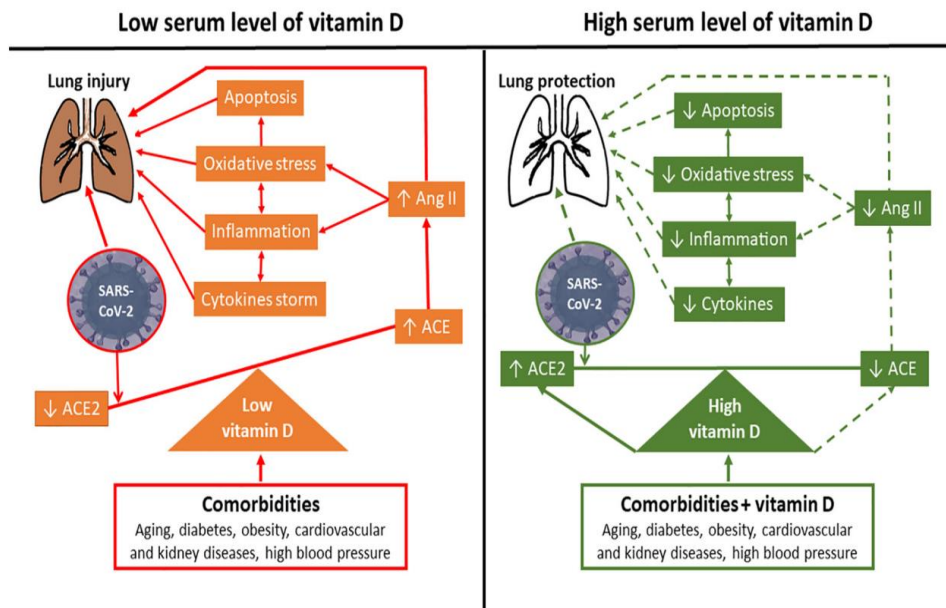 Low serum level of vitamin D
Lung injury
Apoptosis
Oxidative stress
↑ Ang II
Inflammation
SARS-
CoV-2
Cytokines storm
↑ ACE
↓ ACE2
Low
vitamin D
Comorbidities
Aging, diabetes, obesity, cardiovascular
and kidney diseases, high blood pressure
High serum level of vitamin D
Lung protection
↓ Apoptosis
↓ Oxidative stress
↓ Ang II
↓ Inflammation
SARS-
CoV-2
↓ Cytokines
↑ ACE2
↓ ACE
High
vitamin D
Comorbidities + vitamin D
Aging, diabetes, obesity, cardiovascular
and kidney diseases, high blood pressure